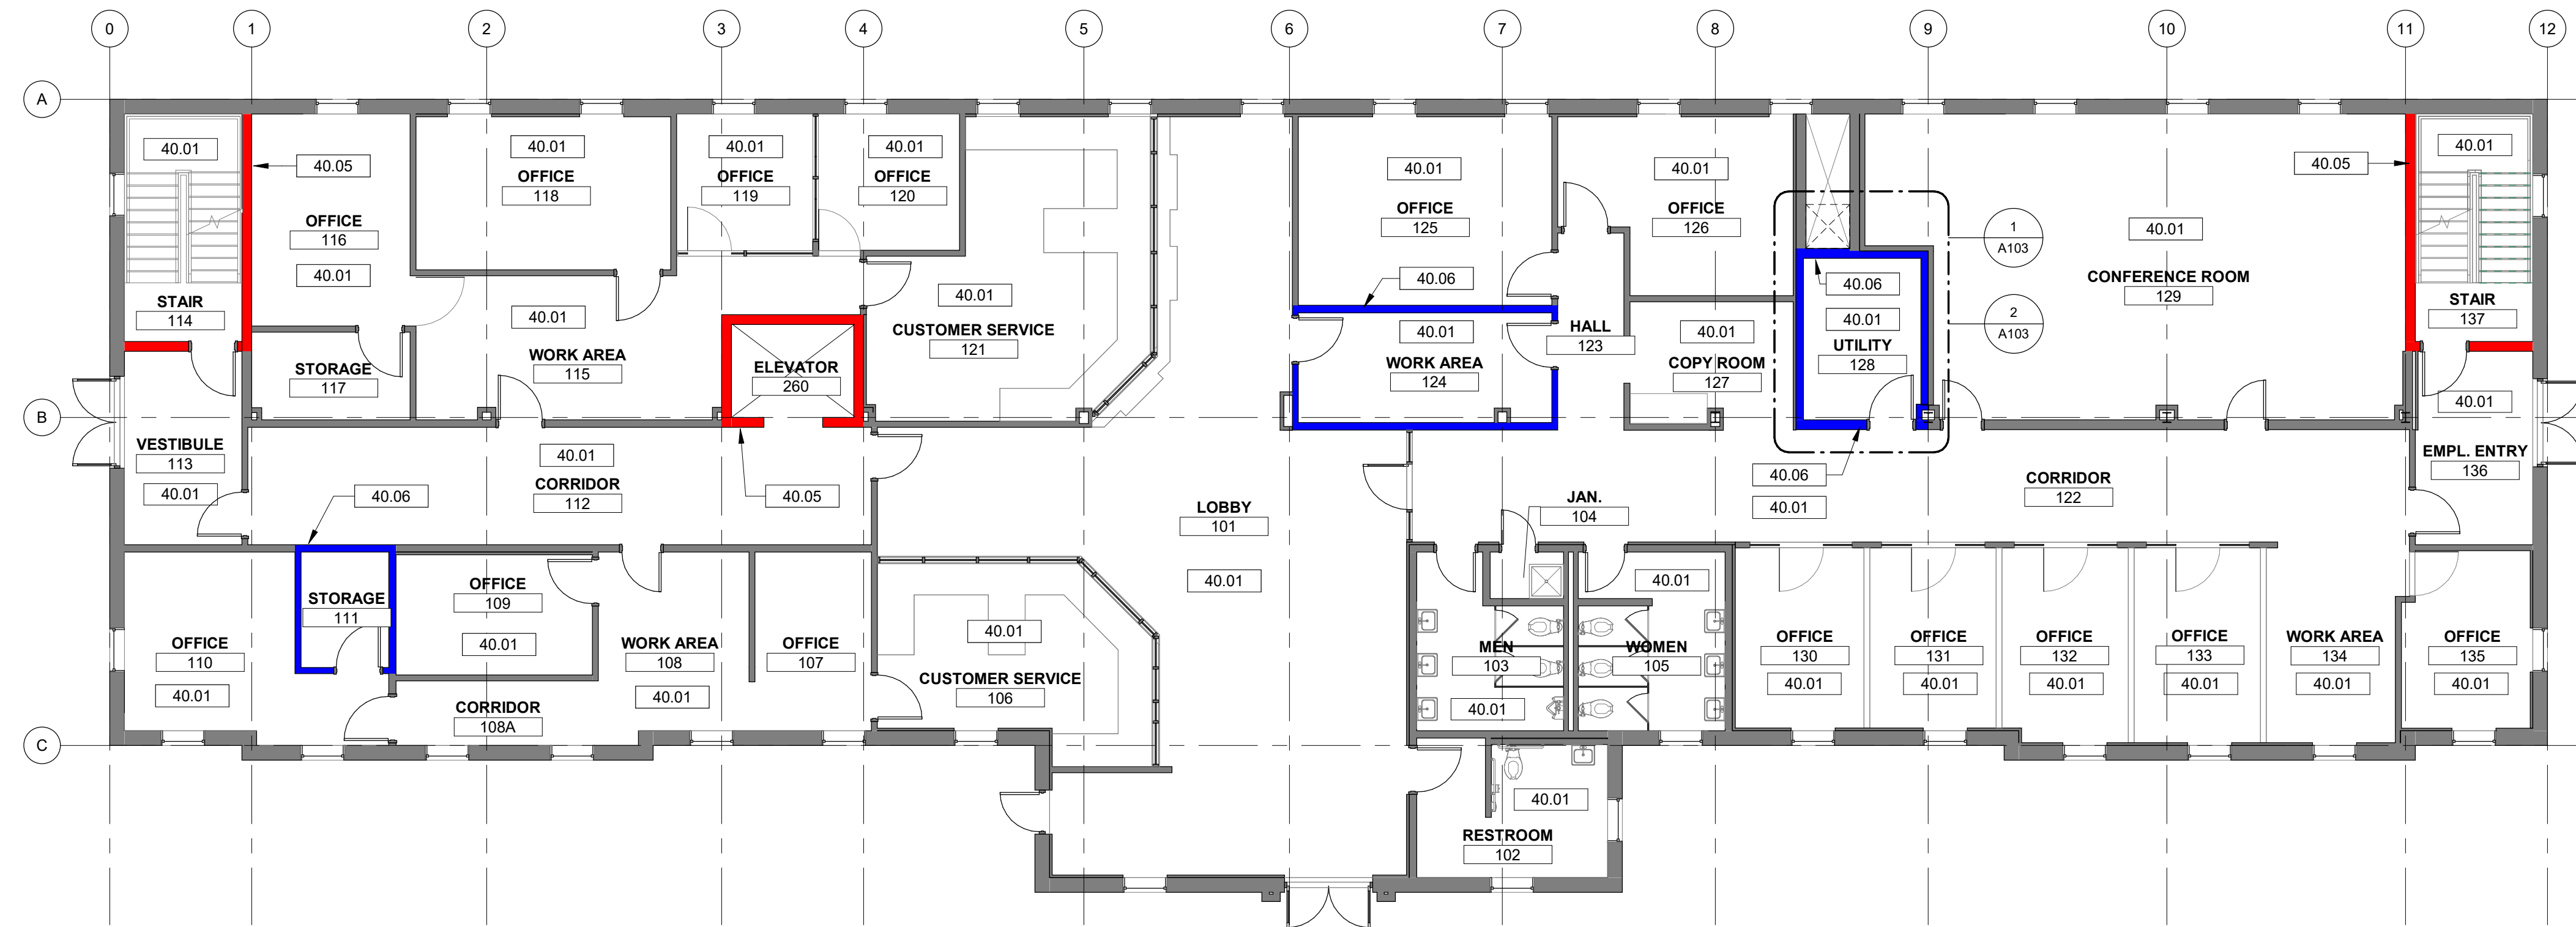 0
1
2
3
4
5
6
7
8
9
10
11
12
A
B
C
40.01
STAIR
114
40.05
OFFICE
116
40.01
40.01
OFFICE
118
40.01
OFFICE
119
40.01
OFFICE
120
40.01
CUSTOMER SERVICE
121
STORAGE
117
40.01
WORK AREA
115
ELEVATOR
260
40.05
VESTIBULE
113
40.01
40.01
CORRIDOR
112
40.06
STORAGE
111
OFFICE
110
40.01
OFFICE
109
40.01
CORRIDOR
108A
WORK AREA
108
40.01
OFFICE
107
40.01
CUSTOMER SERVICE
106
LOBBY
101
40.01
40.01
OFFICE
125
40.06
40.01
WORK AREA
124
HALL
123
40.01
OFFICE
126
40.01
COPY ROOM
127
40.06
40.01
UTILITY
128
40.06
40.01
1
A103
2
A103
40.01
CONFERENCE ROOM
129
40.05
40.01
STAIR
137
40.01
EMPL. ENTRY
136
CORRIDOR
122
JAN.
104
MEN
103
40.01
40.01
WOMEN
105
40.01
RESTROOM
102
OFFICE
130
40.01
OFFICE
131
40.01
OFFICE
132
40.01
OFFICE
133
40.01
WORK AREA
134
40.01
OFFICE
135
40.01